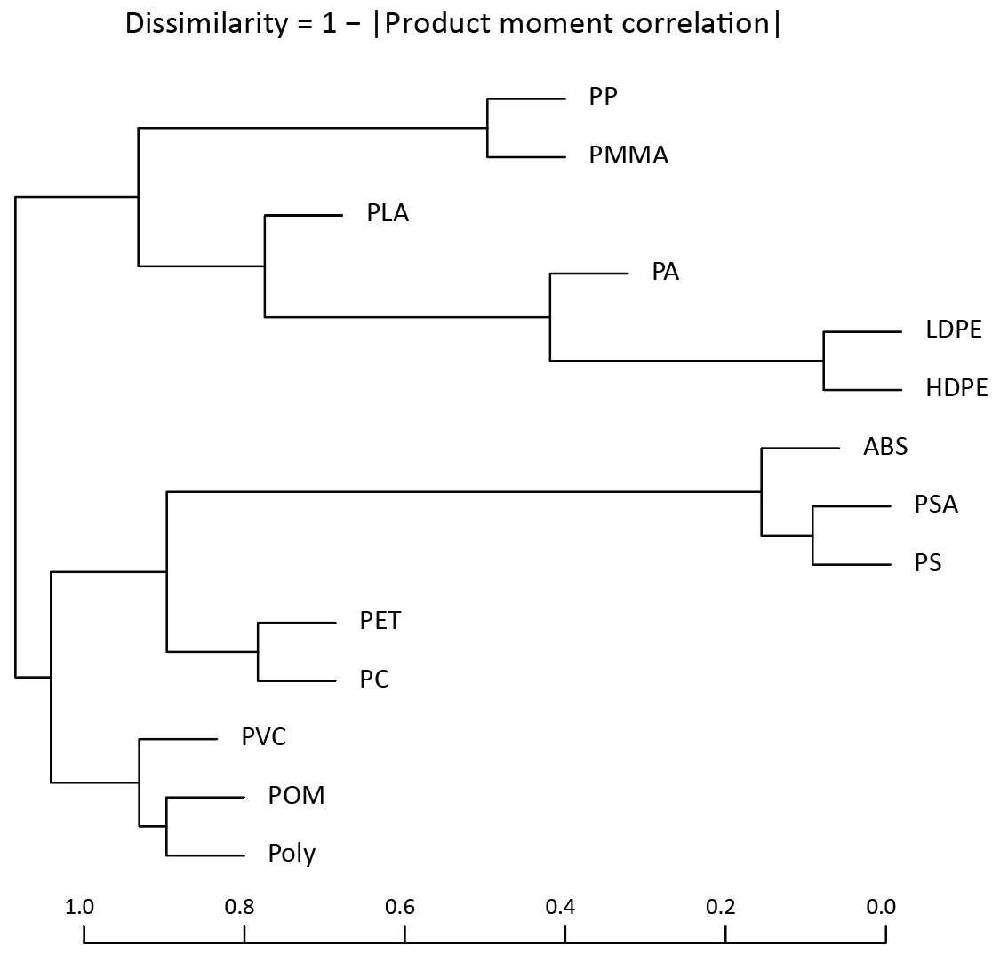 Dissimilarity = 1 − |Product moment correlation|
PP
PMMA
PLA
PA
LDPE
HDPE
ABS
PSA
PS
PET
PC
PVC
POM
Poly
1.0 0.8 0.6 0.4 0.2 0.0